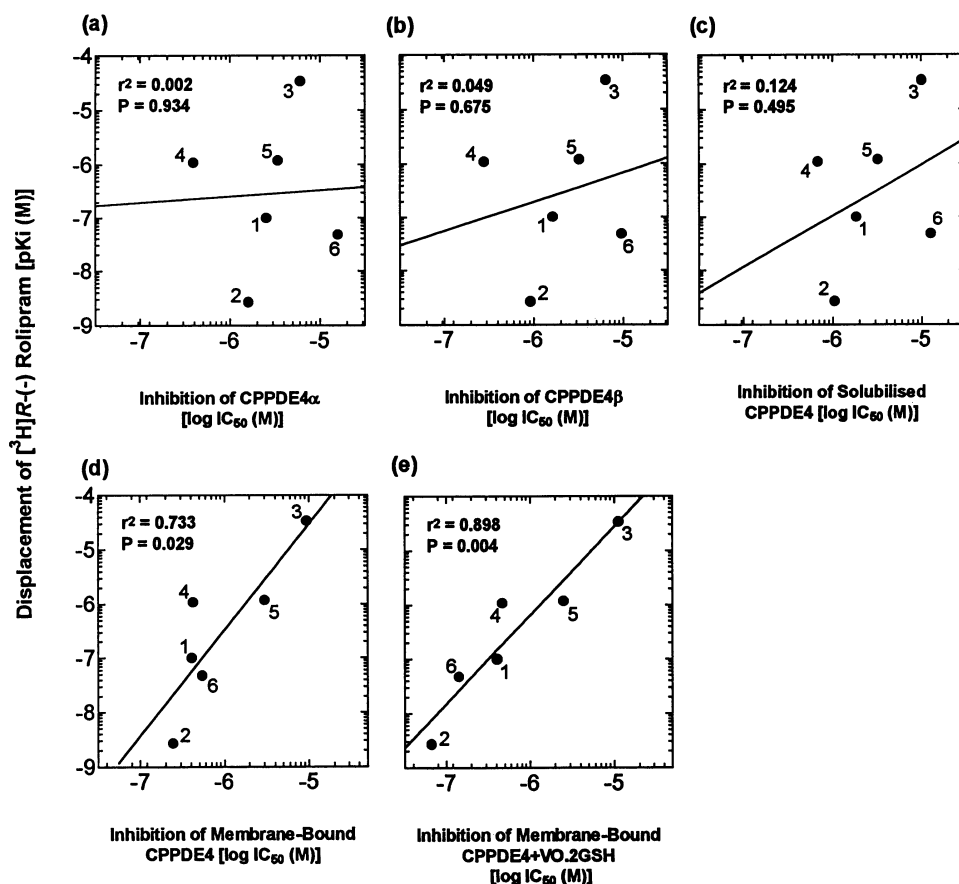 (a)
-4
-5
-6
-7
-8
-9
r² = 0.002
P = 0.934
3
4
5
1
6
2
-7
-6
-5
Inhibition of CPPDE4α
[log IC₅₀ (M)]
(b)
r² = 0.049
P = 0.675
3
4
5
1
6
2
-7
-6
-5
Inhibition of CPPDE4β
[log IC₅₀ (M)]
(c)
r² = 0.124
P = 0.495
3
5
4
1
6
2
-7
-6
-5
Inhibition of Solubilised
CPPDE4 [log IC₅₀ (M)]
Displacement of [³H]R-(-) Rolipram [pKi (M)]
(d)
-4
-5
-6
-7
-8
-9
r² = 0.733
P = 0.029
3
4
5
1
6
2
-7
-6
-5
Inhibition of Membrane-Bound
CPPDE4 [log IC₅₀ (M)]
(e)
r² = 0.898
P = 0.004
3
4
5
6
1
2
-7
-6
-5
Inhibition of Membrane-Bound
CPPDE4+VO.2GSH
[log IC₅₀ (M)]